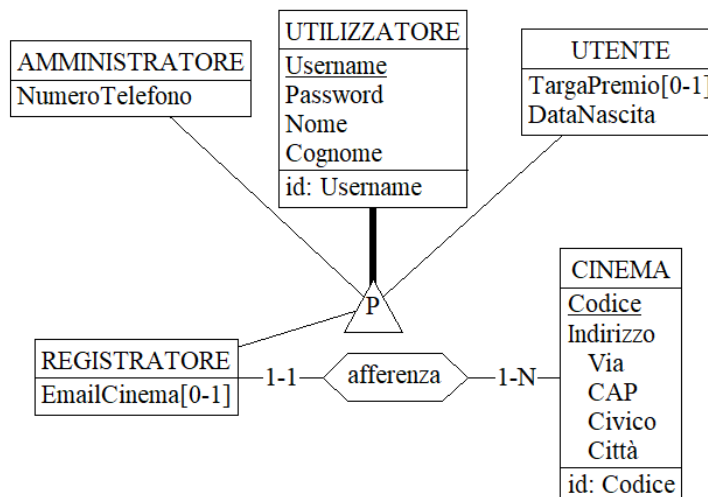 AMMINISTRATORE
NumeroTelefono
UTILIZZATORE
Username
Password
Nome
Cognome
id: Username
UTENTE
TargaPremio[0-1]
DataNascita
P
REGISTRATORE
EmailCinema[0-1]
1-1
afferenza
1-N
CINEMA
Codice
Indirizzo
Via
CAP
Civico
Città
id: Codice